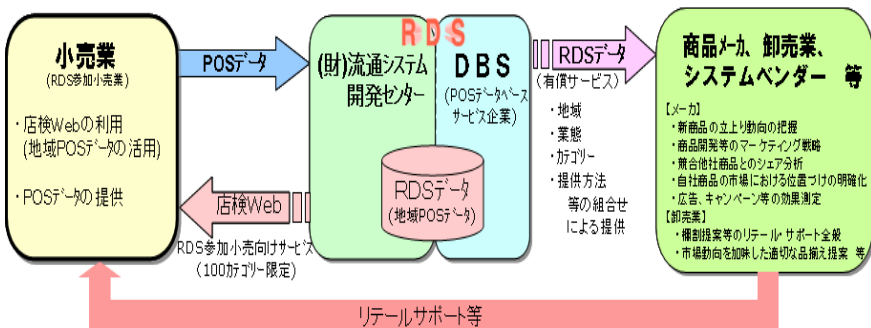 小売業
(RDS参加小売業)
・店検Webの利用
(地域POSデータの活用)
・POSデータの提供
POSデータ
店検Web
RDS参加小売向けサービス
(100カテゴリー限定)
RDS
(財)流通システム
開発センター
DBS
(POSデータベース
サービス企業)
RDSデータ
(地域POSデータ)
RDSデータ
(有償サービス)
・地域
・業態
・カテゴリー
・提供方法
等の組合せ
による提供
商品メーカ、卸売業、
システムベンダー 等
【メーカ】
・新商品の立上り動向の把握
・商品開発等のマーケティング戦略
・競合他社商品とのシェア分析
・自社商品の市場における位置づけの明確化
・広告、キャンペーン等の効果測定
【卸売業】
・棚割提案等のリテール・サポート全般
・市場動向を加味した適切な品揃え提案 等
リテールサポート等